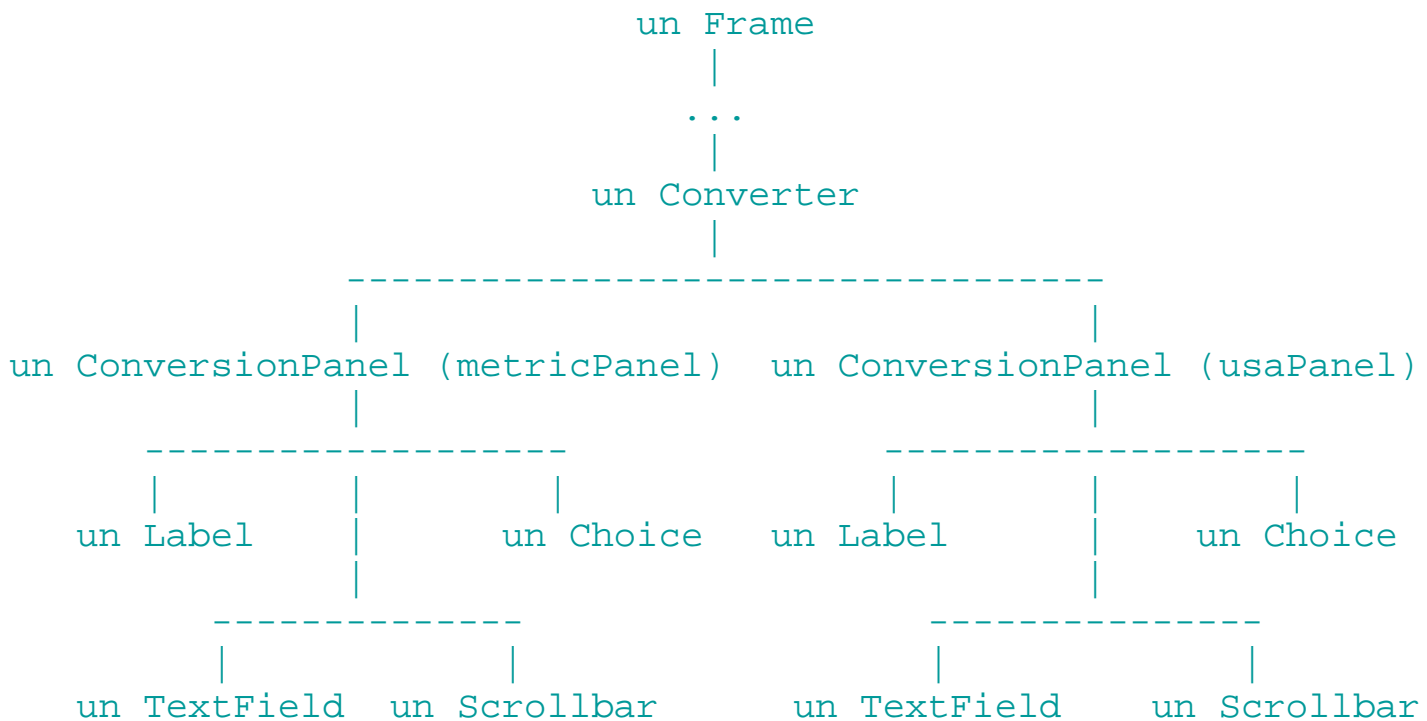 un Frame
|
...
|
un Converter
|
----------------------------------
| |
un ConversionPanel (metricPanel) un ConversionPanel (usaPanel)
| |
------------------- -------------------
| | | | | |
un Label | un Choice un Label | un Choice
| |
-------------- ---------------
| | | |
un TextField un Scrollbar un TextField un Scrollbar